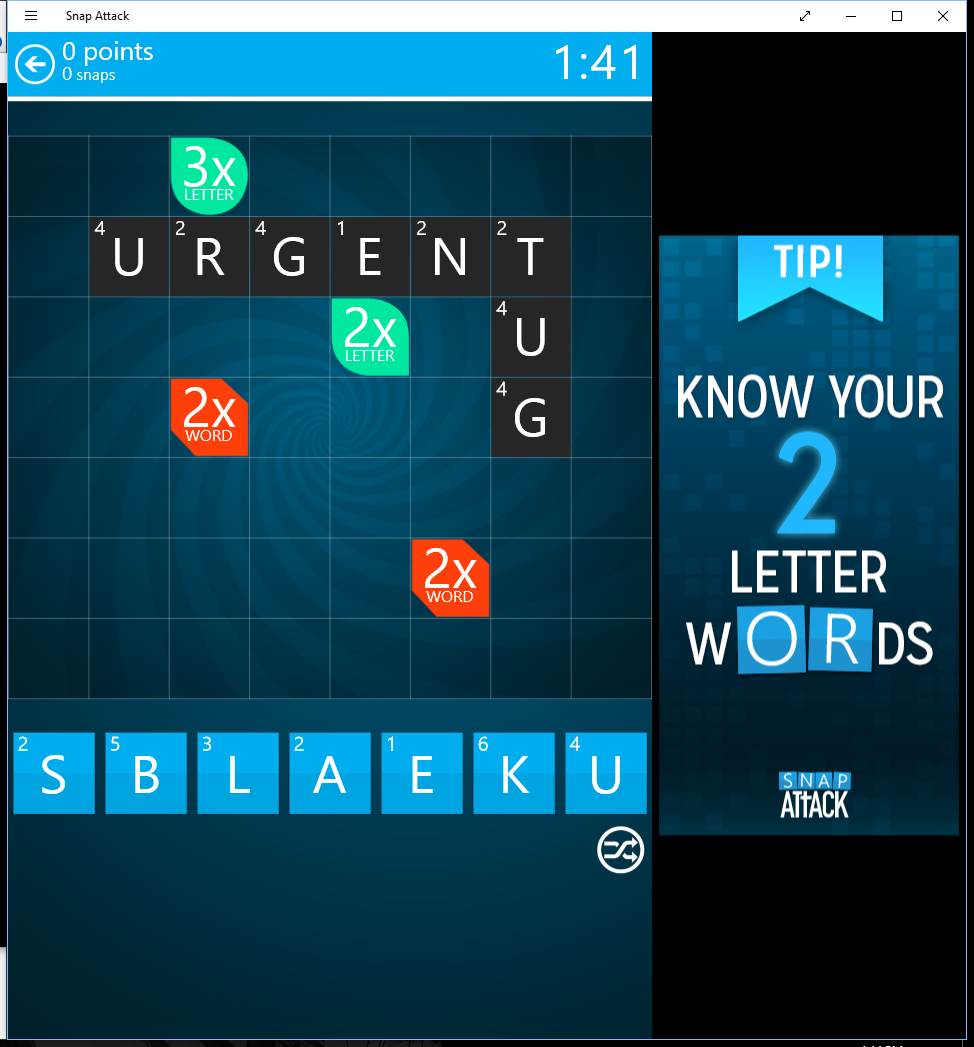 Snap Attack
0 points
0 snaps
1:41
3x
LETTER
4 U 2 R 4 G 1 E 2 N 2 T
2x
LETTER
4 U
2x
WORD
4 G
2x
WORD
2 S 5 B 3 L 2 A 1 E 6 K 4 U
TIP!
KNOW YOUR
2
LETTER
WORDS
SNAP
ATTACK